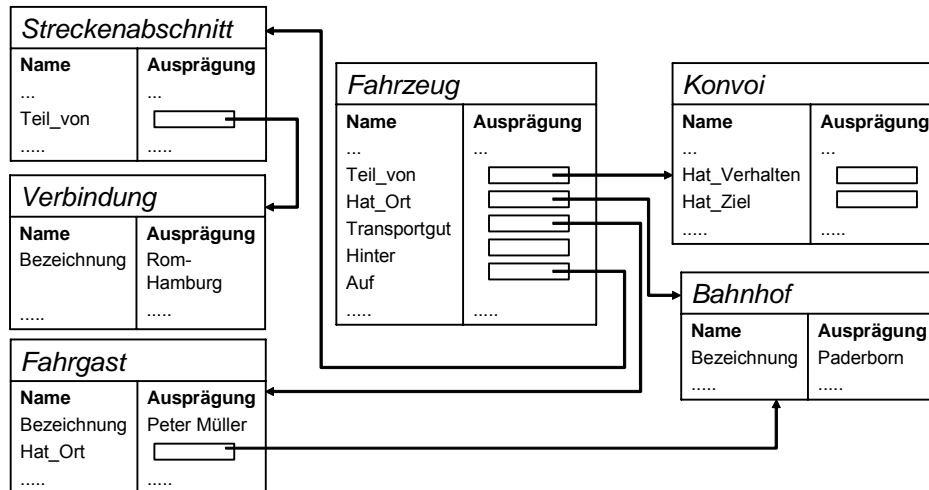 Streckenabschnitt
Name Ausprägung
... ...
Teil_von
..... .....
Verbindung
Name Ausprägung
Bezeichnung Rom-
Hamburg
..... .....
Fahrgast
Name Ausprägung
Bezeichnung Peter Müller
Hat_Ort
..... .....
Fahrzeug
Name Ausprägung
... ...
Teil_von
Hat_Ort
Transportgut
Hinter
Auf
..... .....
Konvoi
Name Ausprägung
... ...
Hat_Verhalten
Hat_Ziel
..... .....
Bahnhof
Name Ausprägung
Bezeichnung Paderborn
..... .....